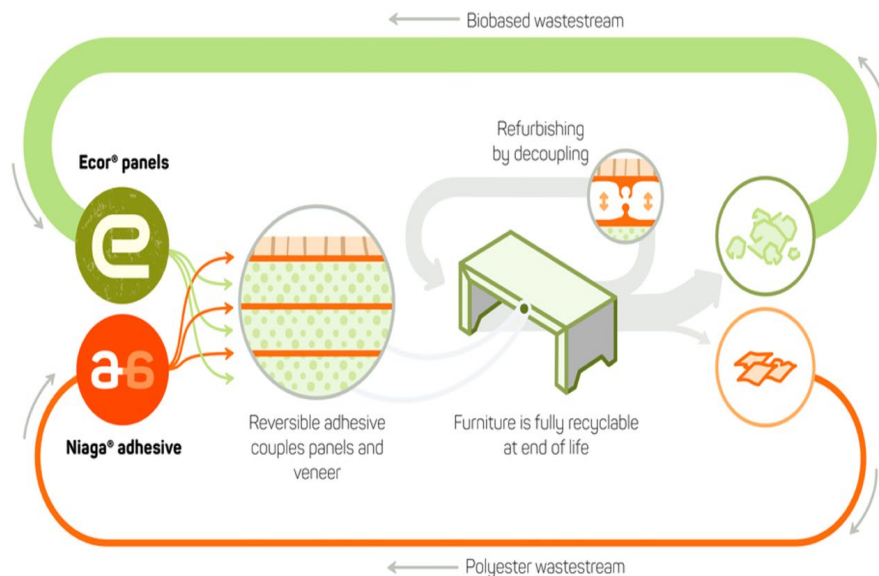 Biobased wastestream
Refurbishing
by decoupling
Ecor® panels
Niaga® adhesive
Reversible adhesive
couples panels and
veneer
Furniture is fully recyclable
at end of life
Polyester wastestream